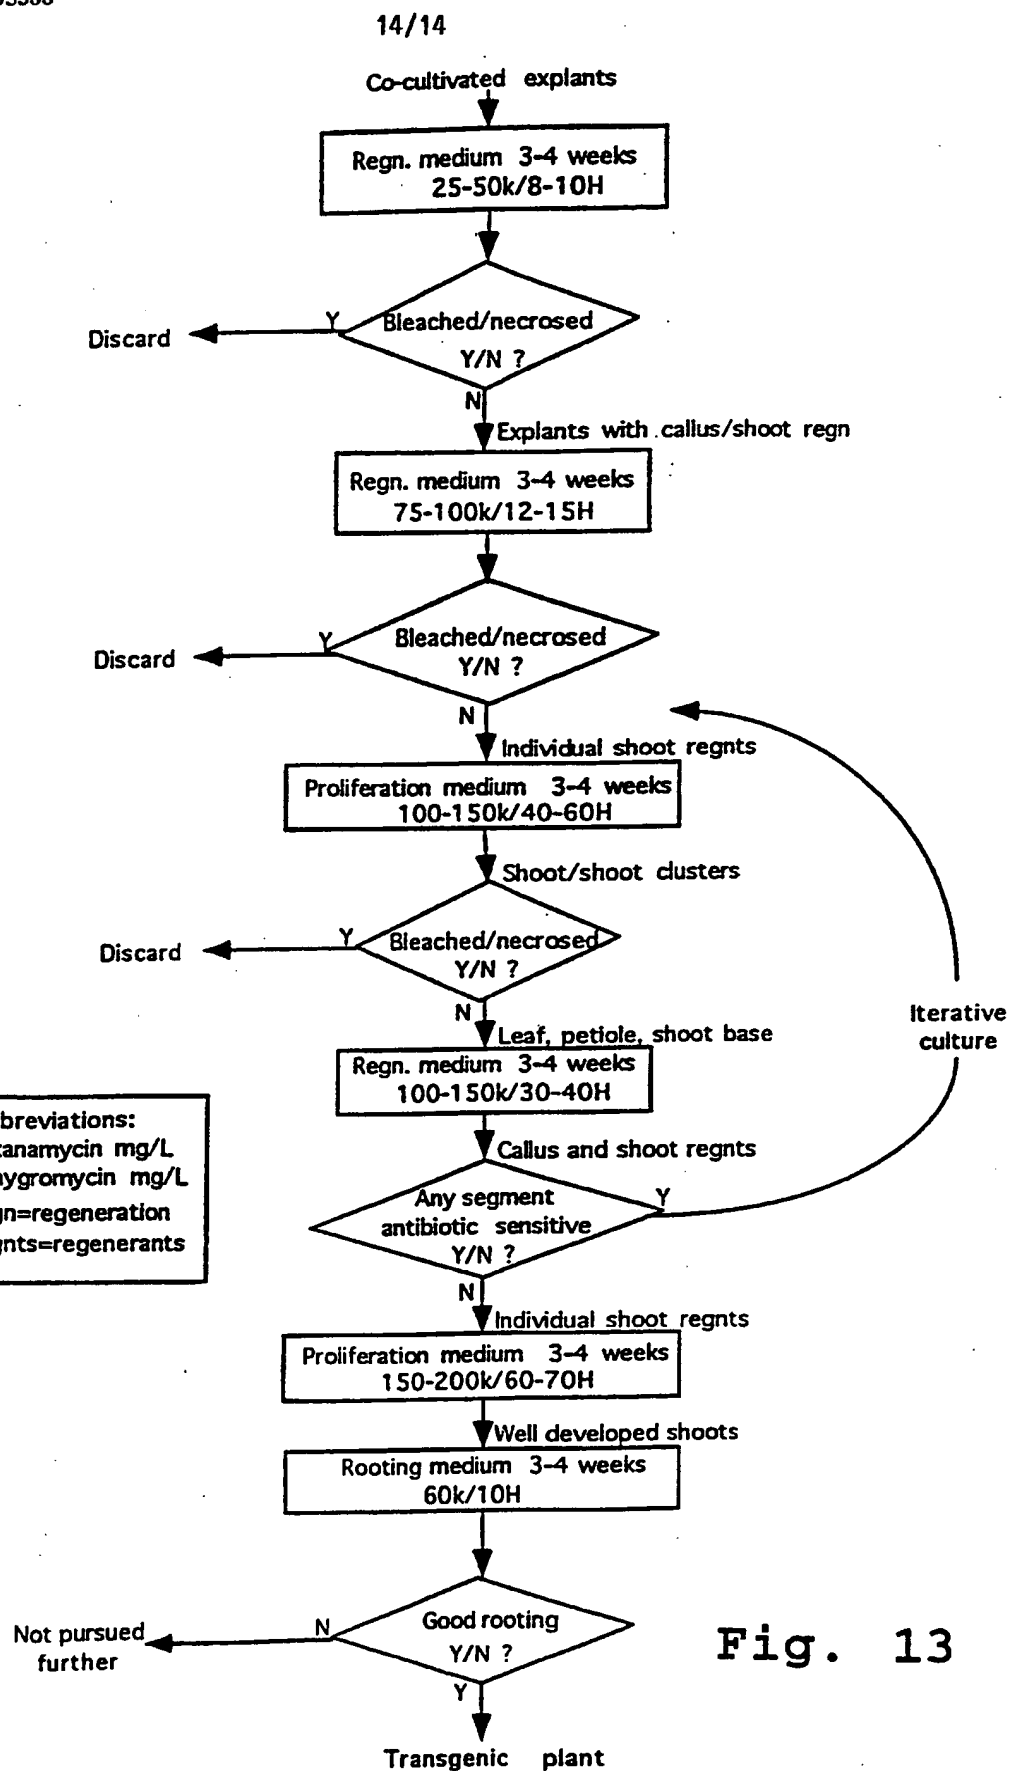 14/14
Co-cultivated explants
Regn. medium 3-4 weeks
25-50k/8-10H
Bleached/necrosed
Y/N ?
Y
Discard
N
Explants with callus/shoot regn
Regn. medium 3-4 weeks
75-100k/12-15H
Bleached/necrosed
Y/N ?
Y
Discard
N
Individual shoot regnts
Proliferation medium 3-4 weeks
100-150k/40-60H
Shoot/shoot clusters
Bleached/necrosed
Y/N ?
Y
Discard
N
Leaf, petiole, shoot base
Regn. medium 3-4 weeks
100-150k/30-40H
Callus and shoot regnts
Any segment
antibiotic sensitive
Y/N ?
Y
Iterative
culture
N
Individual shoot regnts
Proliferation medium 3-4 weeks
150-200k/60-70H
Well developed shoots
Rooting medium 3-4 weeks
60k/10H
Good rooting
Y/N ?
N
Not pursued
further
Y
Transgenic plant
breviations:
anamycin mg/L
ygromycin mg/L
n=regeneration
nts=regenerants
Fig. 13